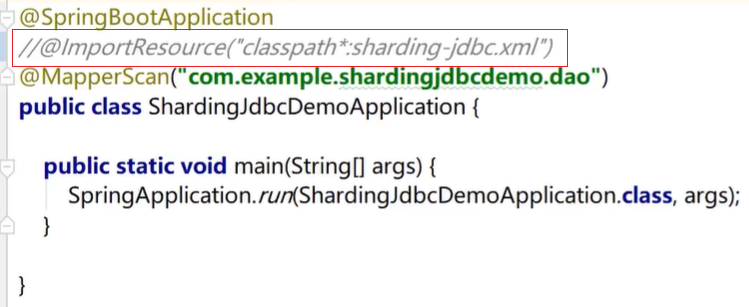 @SpringBootApplication
//@ImportResource("classpath*:sharding-jdbc.xml")
@MapperScan("com.example.shardingjdbcdemo.dao")
public class ShardingJdbcDemoApplication {
public static void main(String[] args) {
SpringApplication.run(ShardingJdbcDemoApplication.class, args);
}
}